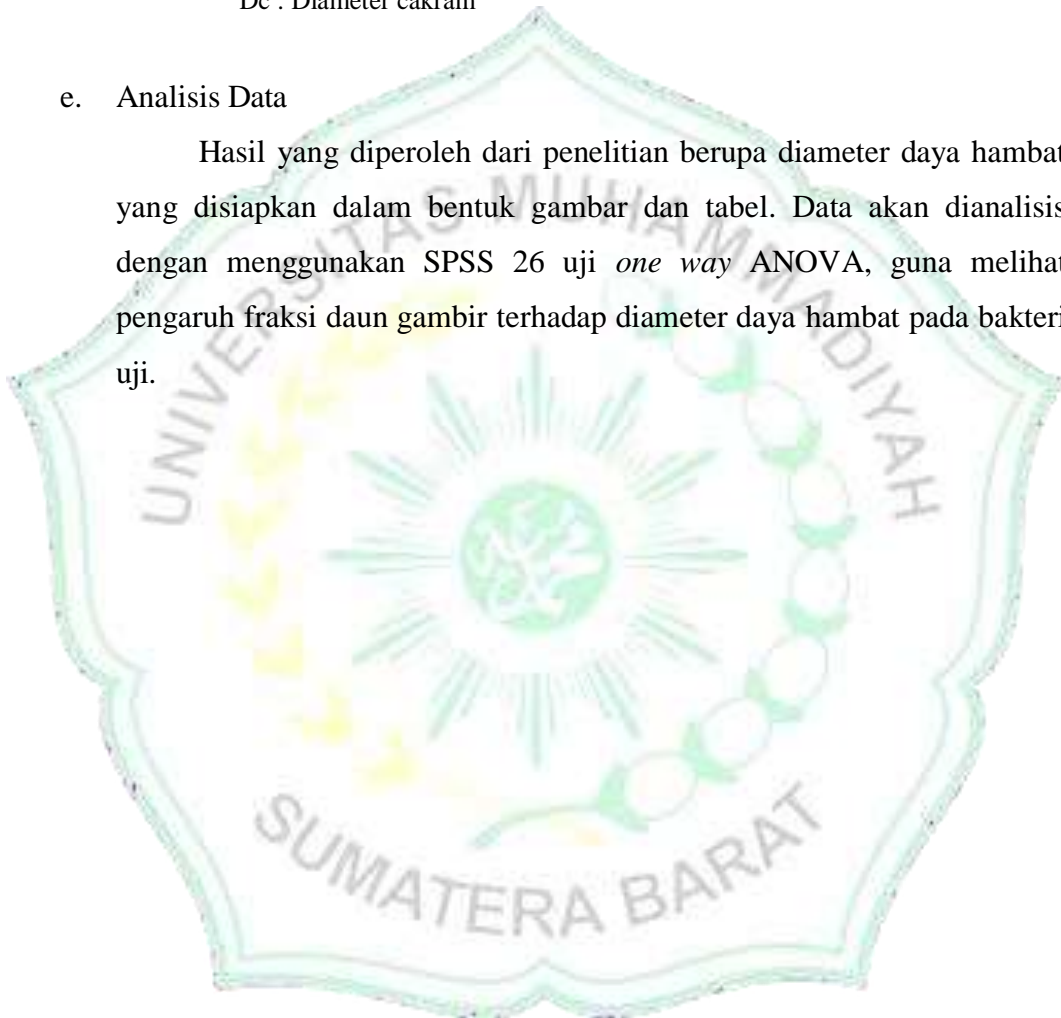 Dc : Diameter cakram
e. Analisis Data
Hasil yang diperoleh dari penelitian berupa diameter daya hambat
yang disiapkan dalam bentuk gambar dan tabel. Data akan dianalisis
dengan menggunakan SPSS 26 uji one way ANOVA, guna melihat
pengaruh fraksi daun gambir terhadap diameter daya hambat pada bakteri
uji.
UNIVERSITAS MUHAMMADIYAH
SUMATERA BARAT